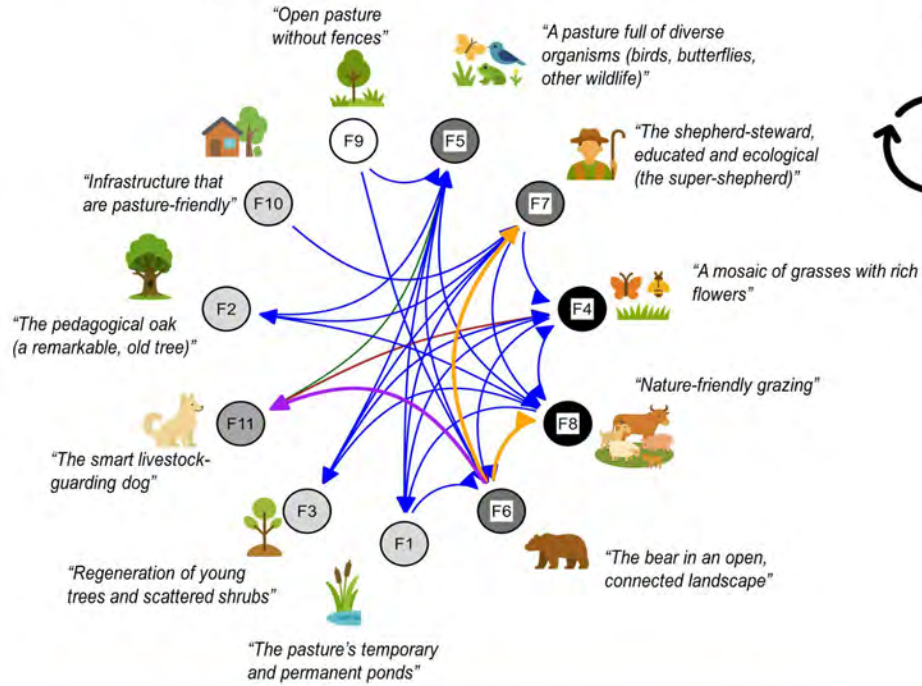 “Open pasture
without fences”
“A pasture full of diverse
organisms (birds, butterflies,
other wildlife)”
F9
F5
“The shepherd-steward,
educated and ecological
(the super-shepherd)”
“Infrastructure that
are pasture-friendly”
F10
F7
“A mosaic of grasses with rich
flowers”
F2
F4
“The pedagogical oak
(a remarkable, old tree)”
“Nature-friendly grazing”
F11
F8
“The smart livestock-
guarding dog”
F3
F1
F6
“The bear in an open,
connected landscape”
“Regeneration of young
trees and scattered shrubs”
“The pasture’s temporary
and permanent ponds”